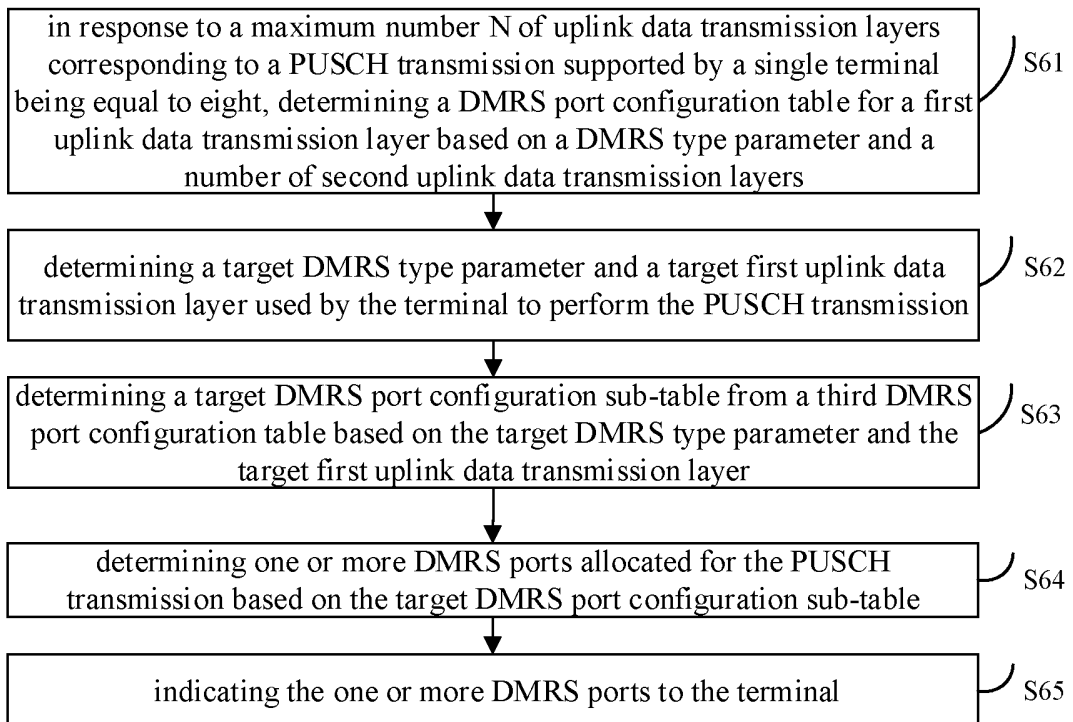 in response to a maximum number N of uplink data transmission layers
corresponding to a PUSCH transmission supported by a single terminal
being equal to eight, determining a DMRS port configuration table for a first
uplink data transmission layer based on a DMRS type parameter and a
number of second uplink data transmission layers
S61
determining a target DMRS type parameter and a target first uplink data
transmission layer used by the terminal to perform the PUSCH transmission
S62
determining a target DMRS port configuration sub-table from a third DMRS
port configuration table based on the target DMRS type parameter and the
target first uplink data transmission layer
S63
determining one or more DMRS ports allocated for the PUSCH
transmission based on the target DMRS port configuration sub-table
S64
indicating the one or more DMRS ports to the terminal
S65